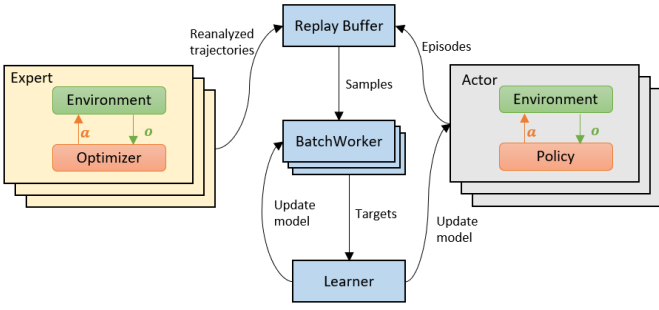 Replay Buffer
Reanalyzed
trajectories
Episodes
Expert
Environment
a
o
Optimizer
Samples
BatchWorker
Actor
Environment
a
o
Policy
Update
model
Targets
Update
model
Learner